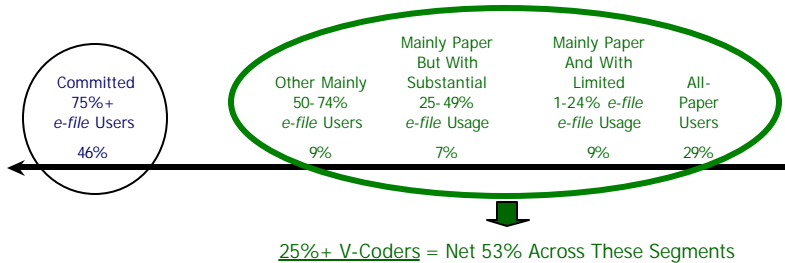 Committed
75%+
e-file Users
46%
Other Mainly
50-74%
e-file Users
9%
Mainly Paper
But With
Substantial
25-49%
e-file Usage
7%
Mainly Paper
And With
Limited
1-24% e-file
e-file Usage
9%
All-
Paper
Users
29%
25%+ V-Coders = Net 53% Across These Segments